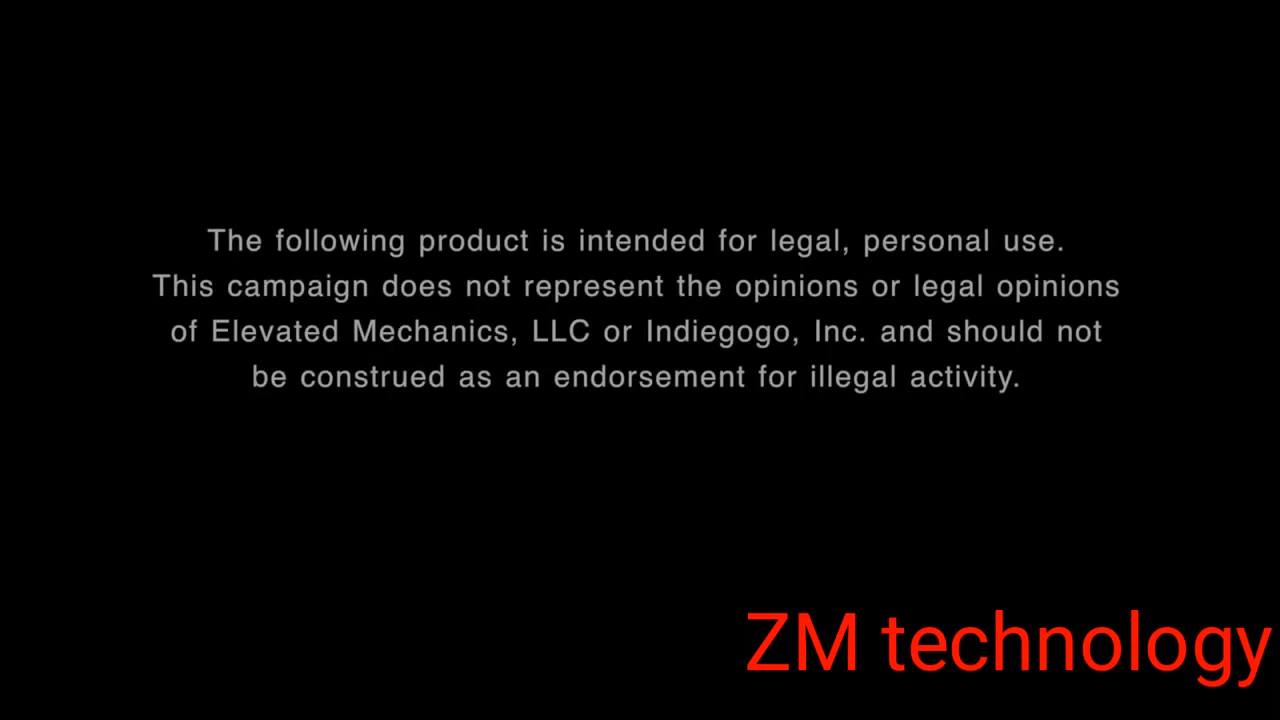 The following product is intended for legal, personal use.
This campaign does not represent the opinions or legal opinions
of Elevated Mechanics, LLC or Indiegogo, Inc. and should not
be construed as an endorsement for illegal activity.
ZM technology